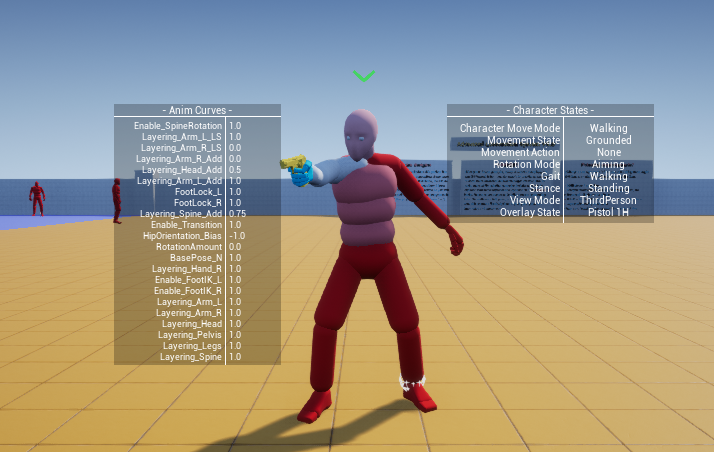 - Anim Curves -
Enable_SpineRotation 1.0
Layering_Arm_L_LS 1.0
Layering_Arm_R_LS 0.0
Layering_Arm_R_Add 0.0
Layering_Head_Add 0.5
Layering_Arm_L_Add 1.0
FootLock_L 1.0
FootLock_R 1.0
Layering_Spine_Add 0.75
Enable_Transition 1.0
HipOrientation_Bias -1.0
RotationAmount 0.0
BasePose_N 1.0
Layering_Hand_R 1.0
Enable_FootIK_L 1.0
Enable_FootIK_R 1.0
Layering_Arm_L 1.0
Layering_Arm_R 1.0
Layering_Head 1.0
Layering_Pelvis 1.0
Layering_Legs 1.0
Layering_Spine 1.0
- Character States -
Character Move Mode Walking
Movement State Grounded
Movement Action None
Rotation Mode Aiming
Gait Walking
Stance Standing
View Mode ThirdPerson
Overlay State Pistol 1H